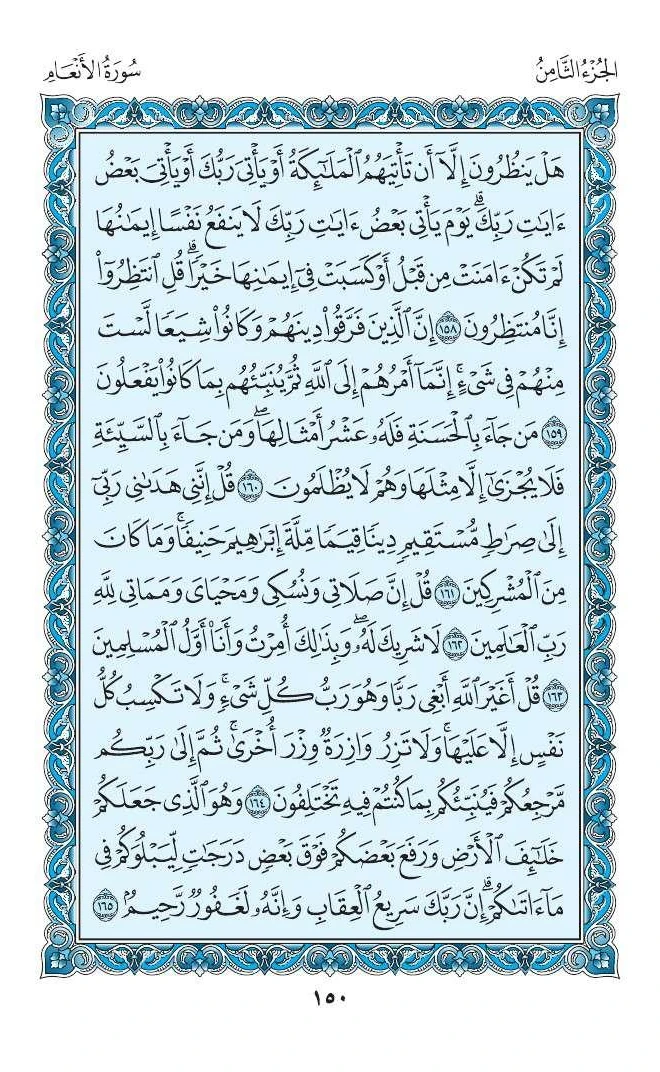 الجُزْءُ الثَّامِنُ
سُورَةُ الأَنْعَامِ
هَلْ يَنظُرُونَ إِلَّآ أَن تَأْتِيَهُمُ ٱلْمَلَٰٓئِكَةُ أَوْ يَأْتِىَ رَبُّكَ أَوْ يَأْتِىَ بَعْضُ
ءَايَٰتِ رَبِّكَۗ يَوْمَ يَأْتِى بَعْضُ ءَايَٰتِ رَبِّكَ لَا يَنفَعُ نَفْسًا إِيمَٰنُهَا
لَمْ تَكُنْ ءَامَنَتْ مِن قَبْلُ أَوْ كَسَبَتْ فِىٓ إِيمَٰنِهَا خَيْرًاۗ قُلِ ٱنتَظِرُوٓا۟
إِنَّا مُنتَظِرُونَ ١٥٨ إِنَّ ٱلَّذِينَ فَرَّقُوا۟ دِينَهُمْ وَكَانُوا۟ شِيَعًا لَّسْتَ
مِنْهُمْ فِى شَىْءٍۚ إِنَّمَآ أَمْرُهُمْ إِلَى ٱللَّهِ ثُمَّ يُنَبِّئُهُم بِمَا كَانُوا۟ يَفْعَلُونَ
١٥٩ مَن جَآءَ بِٱلْحَسَنَةِ فَلَهُۥ عَشْرُ أَمْثَالِهَاۖ وَمَن جَآءَ بِٱلسَّيِّئَةِ
فَلَا يُجْزَىٰٓ إِلَّا مِثْلَهَا وَهُمْ لَا يُظْلَمُونَ ١٦٠ قُلْ إِنَّنِى هَدَىٰنِى رَبِّىٓ
إِلَىٰ صِرَٰطٍ مُّسْتَقِيمٍ دِينًا قِيَمًا مِّلَّةَ إِبْرَٰهِيمَ حَنِيفًاۚ وَمَا كَانَ
مِنَ ٱلْمُشْرِكِينَ ١٦١ قُلْ إِنَّ صَلَاتِى وَنُسُكِى وَمَحْيَاىَ وَمَمَاتِى لِلَّهِ
رَبِّ ٱلْعَٰلَمِينَ ١٦٢ لَا شَرِيكَ لَهُۥۖ وَبِذَٰلِكَ أُمِرْتُ وَأَنَا۠ أَوَّلُ ٱلْمُسْلِمِينَ
١٦٣ قُلْ أَغَيْرَ ٱللَّهِ أَبْغِى رَبًّا وَهُوَ رَبُّ كُلِّ شَىْءٍۚ وَلَا تَكْسِبُ كُلُّ
نَفْسٍ إِلَّا عَلَيْهَاۚ وَلَا تَزِرُ وَازِرَةٌ وِزْرَ أُخْرَىٰۚ ثُمَّ إِلَىٰ رَبِّكُم
مَّرْجِعُكُمْ فَيُنَبِّئُكُم بِمَا كُنتُمْ فِيهِ تَخْتَلِفُونَ ١٦٤ وَهُوَ ٱلَّذِى جَعَلَكُمْ
خَلَٰٓئِفَ ٱلْأَرْضِ وَرَفَعَ بَعْضَكُمْ فَوْقَ بَعْضٍ دَرَجَٰتٍ لِّيَبْلُوَكُمْ فِى
مَآ ءَاتَىٰكُمْۗ إِنَّ رَبَّكَ سَرِيعُ ٱلْعِقَابِ وَإِنَّهُۥ لَغَفُورٌ رَّحِيمٌۢ ١٦٥
١٥٠